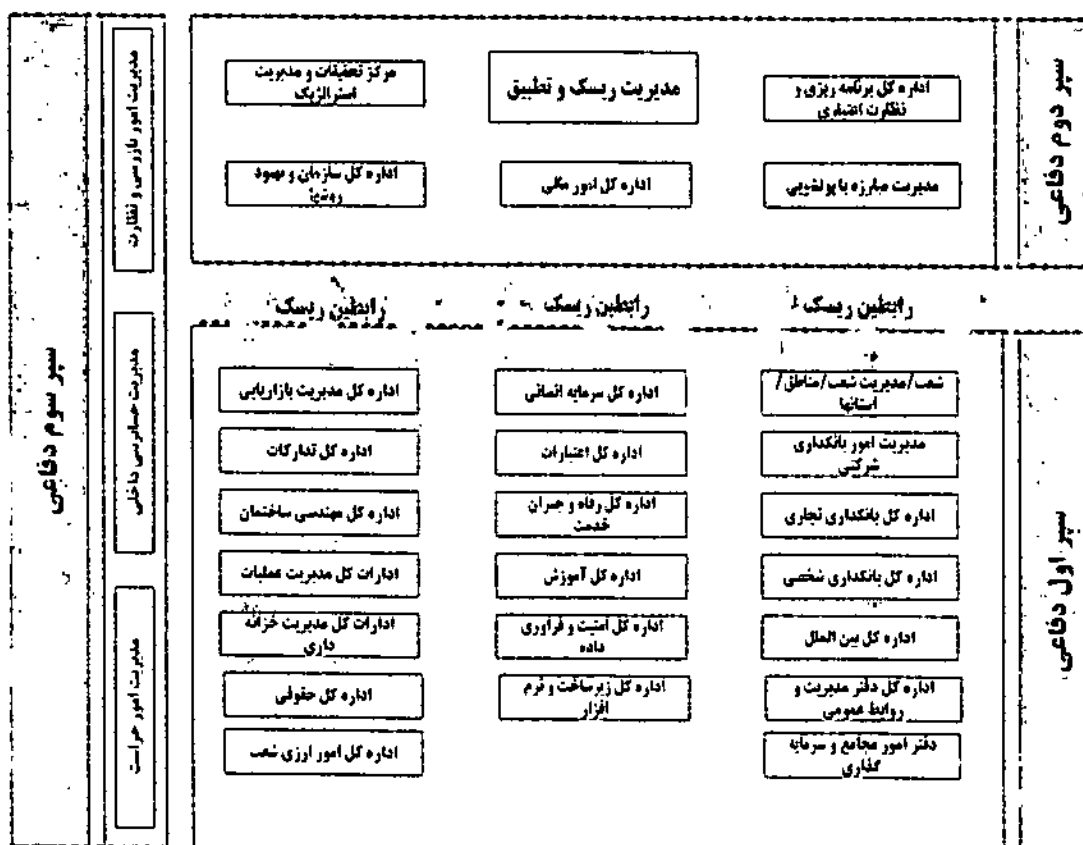 سپر دوم دفاعی
اداره کل برنامه ریزی و
نظارت اعتباری
مدیریت ریسک و تطبیق
مرکز تحقیقات و مدیریت
استراتژیک
مدیریت مبارزه با پولشویی
اداره کل امور مالی
اداره کل سازمان و بهبود
روشها
رابطین ریسک
رابطین ریسک
رابطین ریسک
سپر اول دفاعی
شعب/مدیریت شعب/مناطق/
استانها
مدیریت امور بانکداری
شرکتی
اداره کل بانکداری تجاری
اداره کل بانکداری شخصی
اداره کل بین الملل
اداره کل دفتر مدیریت و
روابط عمومی
دفتر امور مجامع و سرمایه
گذاری
اداره کل سرمایه انسانی
اداره کل اعتبارات
اداره کل رفاه و جبران
خدمت
اداره کل آموزش
اداره کل امنیت و فرآوری
داده
اداره کل زیرساخت و نرم
افزار
اداره کل مدیریت بازاریابی
اداره کل تدارکات
اداره کل مهندسی ساختمان
ادارات کل مدیریت عملیات
ادارات کل مدیریت خزانه
داری
اداره کل حقوقی
اداره کل امور ارزی شعب
مدیریت امور بازرسی و نظارت
مدیریت حسابرسی داخلی
مدیریت امور حراست
سپر سوم دفاعی